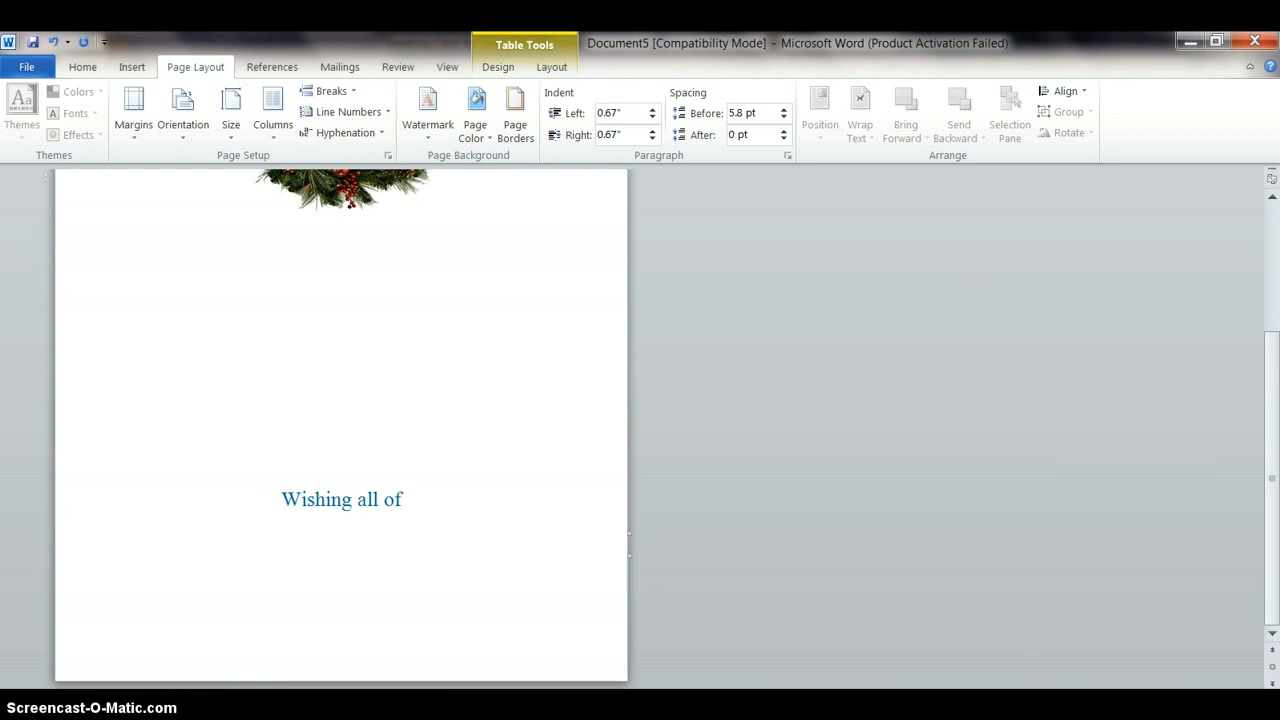 Table Tools
Document5 [Compatibility Mode] - Microsoft Word (Product Activation Failed)
File Home Insert Page Layout References Mailings Review View Design Layout
Themes
Colors
Fonts
Effects
Themes
Margins Orientation Size Columns
Breaks
Line Numbers
Hyphenation
Page Setup
Watermark Page Color Page Borders
Page Background
Indent
Left: 0.67"
Right: 0.67"
Spacing
Before: 5.8 pt
After: 0 pt
Paragraph
Position Wrap Text Bring Forward Send Backward Selection Pane
Align
Group
Rotate
Arrange
Wishing all of
Screencast-O-Matic.com